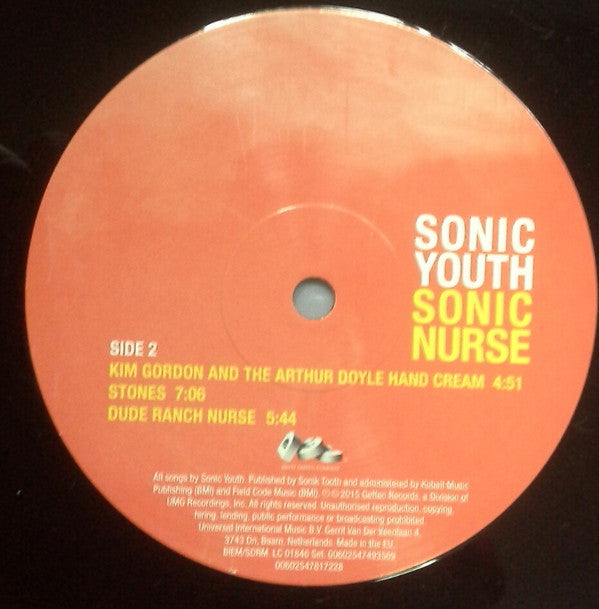 SONIC
YOUTH
SONIC
NURSE
SIDE 2
KIM GORDON AND THE ARTHUR DOYLE HAND CREAM 4:51
STONES 7:06
DUDE RANCH NURSE 5:44
All songs by Sonic Youth. Published by Sonik Tooth and administered by Kobalt Music
Publishing (BMI) and Field Code Music (BMI). ℗ © 2015 Geffen Records, a Division of
UMG Recordings, Inc. All rights reserved. Unauthorised reproduction, copying,
hiring, lending, public performance or broadcasting prohibited.
Universal International Music B.V. Gerrit Van Der Veenlaan 4,
3743 Dn, Baarn, Netherlands. Made in the EU.
BIEM/SDRM LC 01846 Set. 00602547493509
00602547817228